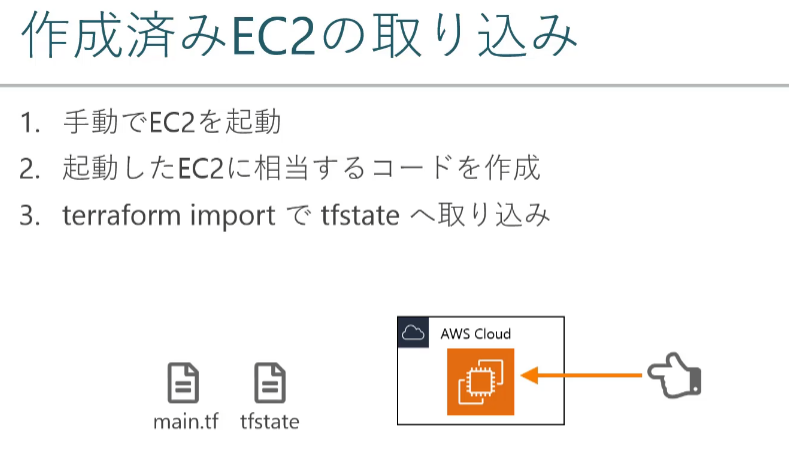 作成済みEC2の取り込み
1. 手動でEC2を起動
2. 起動したEC2に相当するコードを作成
3. terraform import で tfstate へ取り込み
AWS Cloud
main.tf tfstate